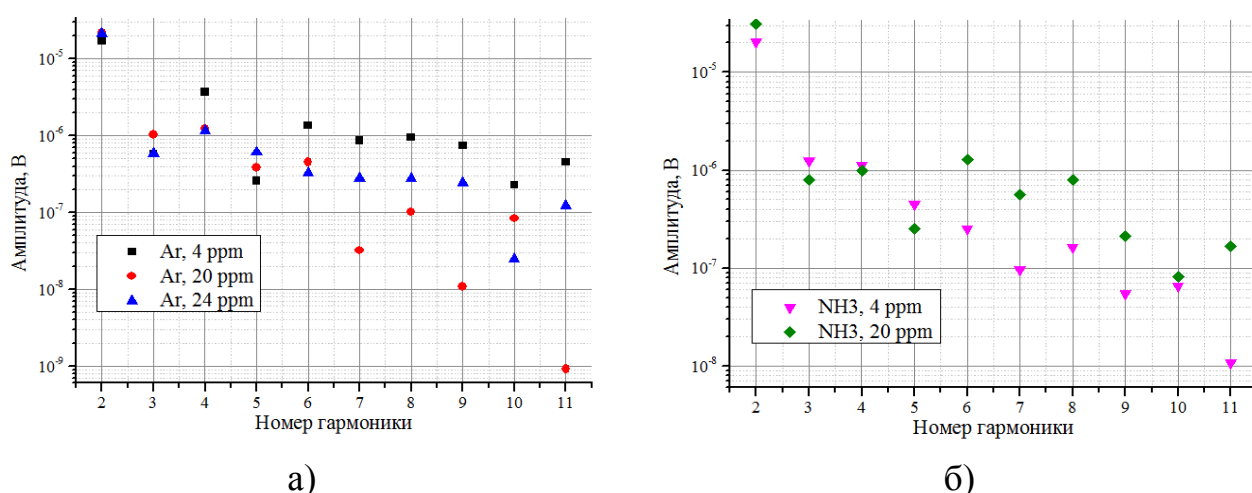 Амплитуда, В
10⁻⁵
10⁻⁶
10⁻⁷
10⁻⁸
10⁻⁹
Ar, 4 ppm
Ar, 20 ppm
Ar, 24 ppm
2 3 4 5 6 7 8 9 10 11
Номер гармоники
а)
Амплитуда, В
10⁻⁵
10⁻⁶
10⁻⁷
10⁻⁸
NH3, 4 ppm
NH3, 20 ppm
2 3 4 5 6 7 8 9 10 11
Номер гармоники
б)